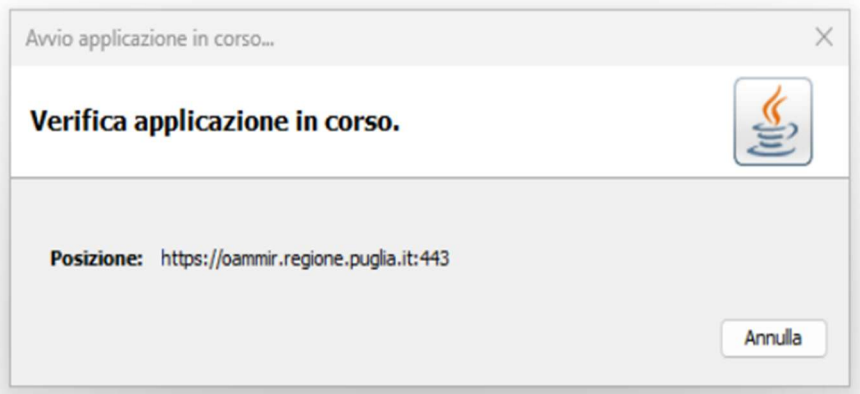 Avvio applicazione in corso...
Verifica applicazione in corso.
Posizione: https://oammir.regione.puglia.it:443
Annulla